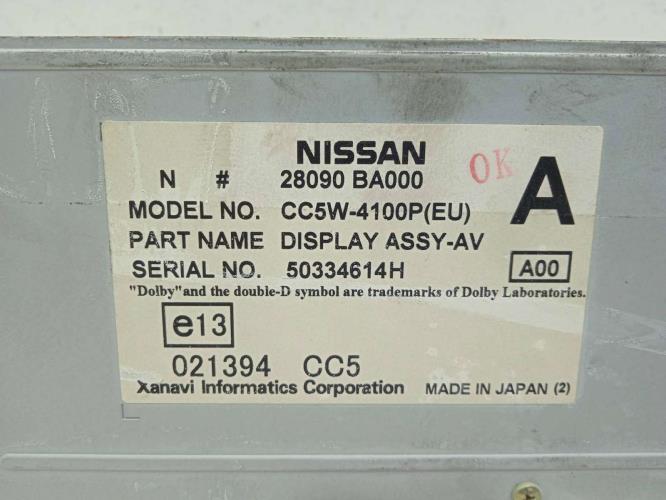 NISSAN
OK
A
N # 28090 BA000
MODEL NO. CC5W-4100P(EU)
PART NAME DISPLAY ASSY-AV
SERIAL NO. 50334614H
A00
"Dolby"and the double-D symbol are trademarks of Dolby Laboratories.
e13
021394 CC5
Xanavi Informatics Corporation MADE IN JAPAN (2)